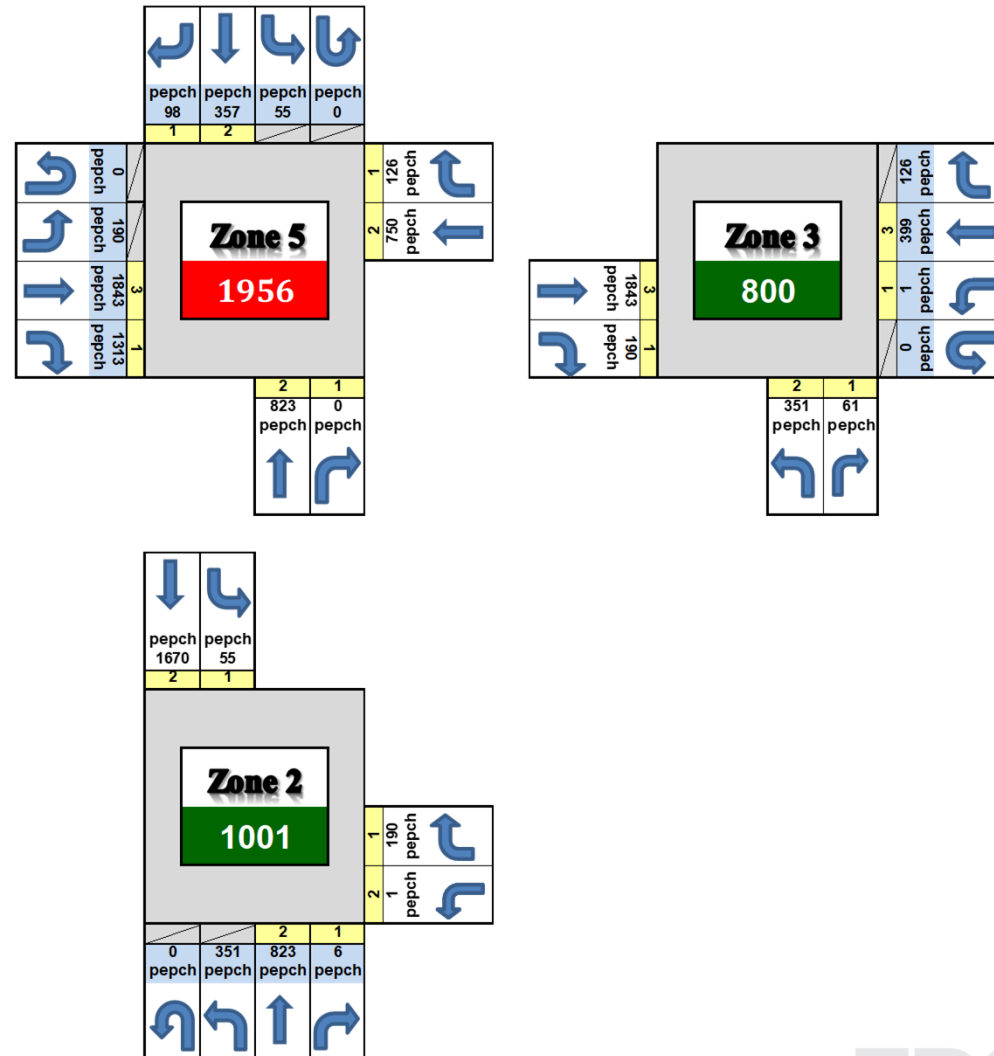 pepch pepch pepch pepch
98 357 55 0
1 2
0 pepch
190 pepch
1843 pepch 3
1313 pepch 1
Zone 5
1956
1 126 pepch
2 750 pepch
2 1
823 0
pepch pepch
Zone 3
800
1843 pepch 3
190 pepch 1
126 pepch
3 399 pepch
1 1 pepch
0 pepch
2 1
351 61
pepch pepch
pepch pepch
1670 55
2 1
Zone 2
1001
1 190 pepch
2 1 pepch
2 1
0 351 823 6
pepch pepch pepch pepch